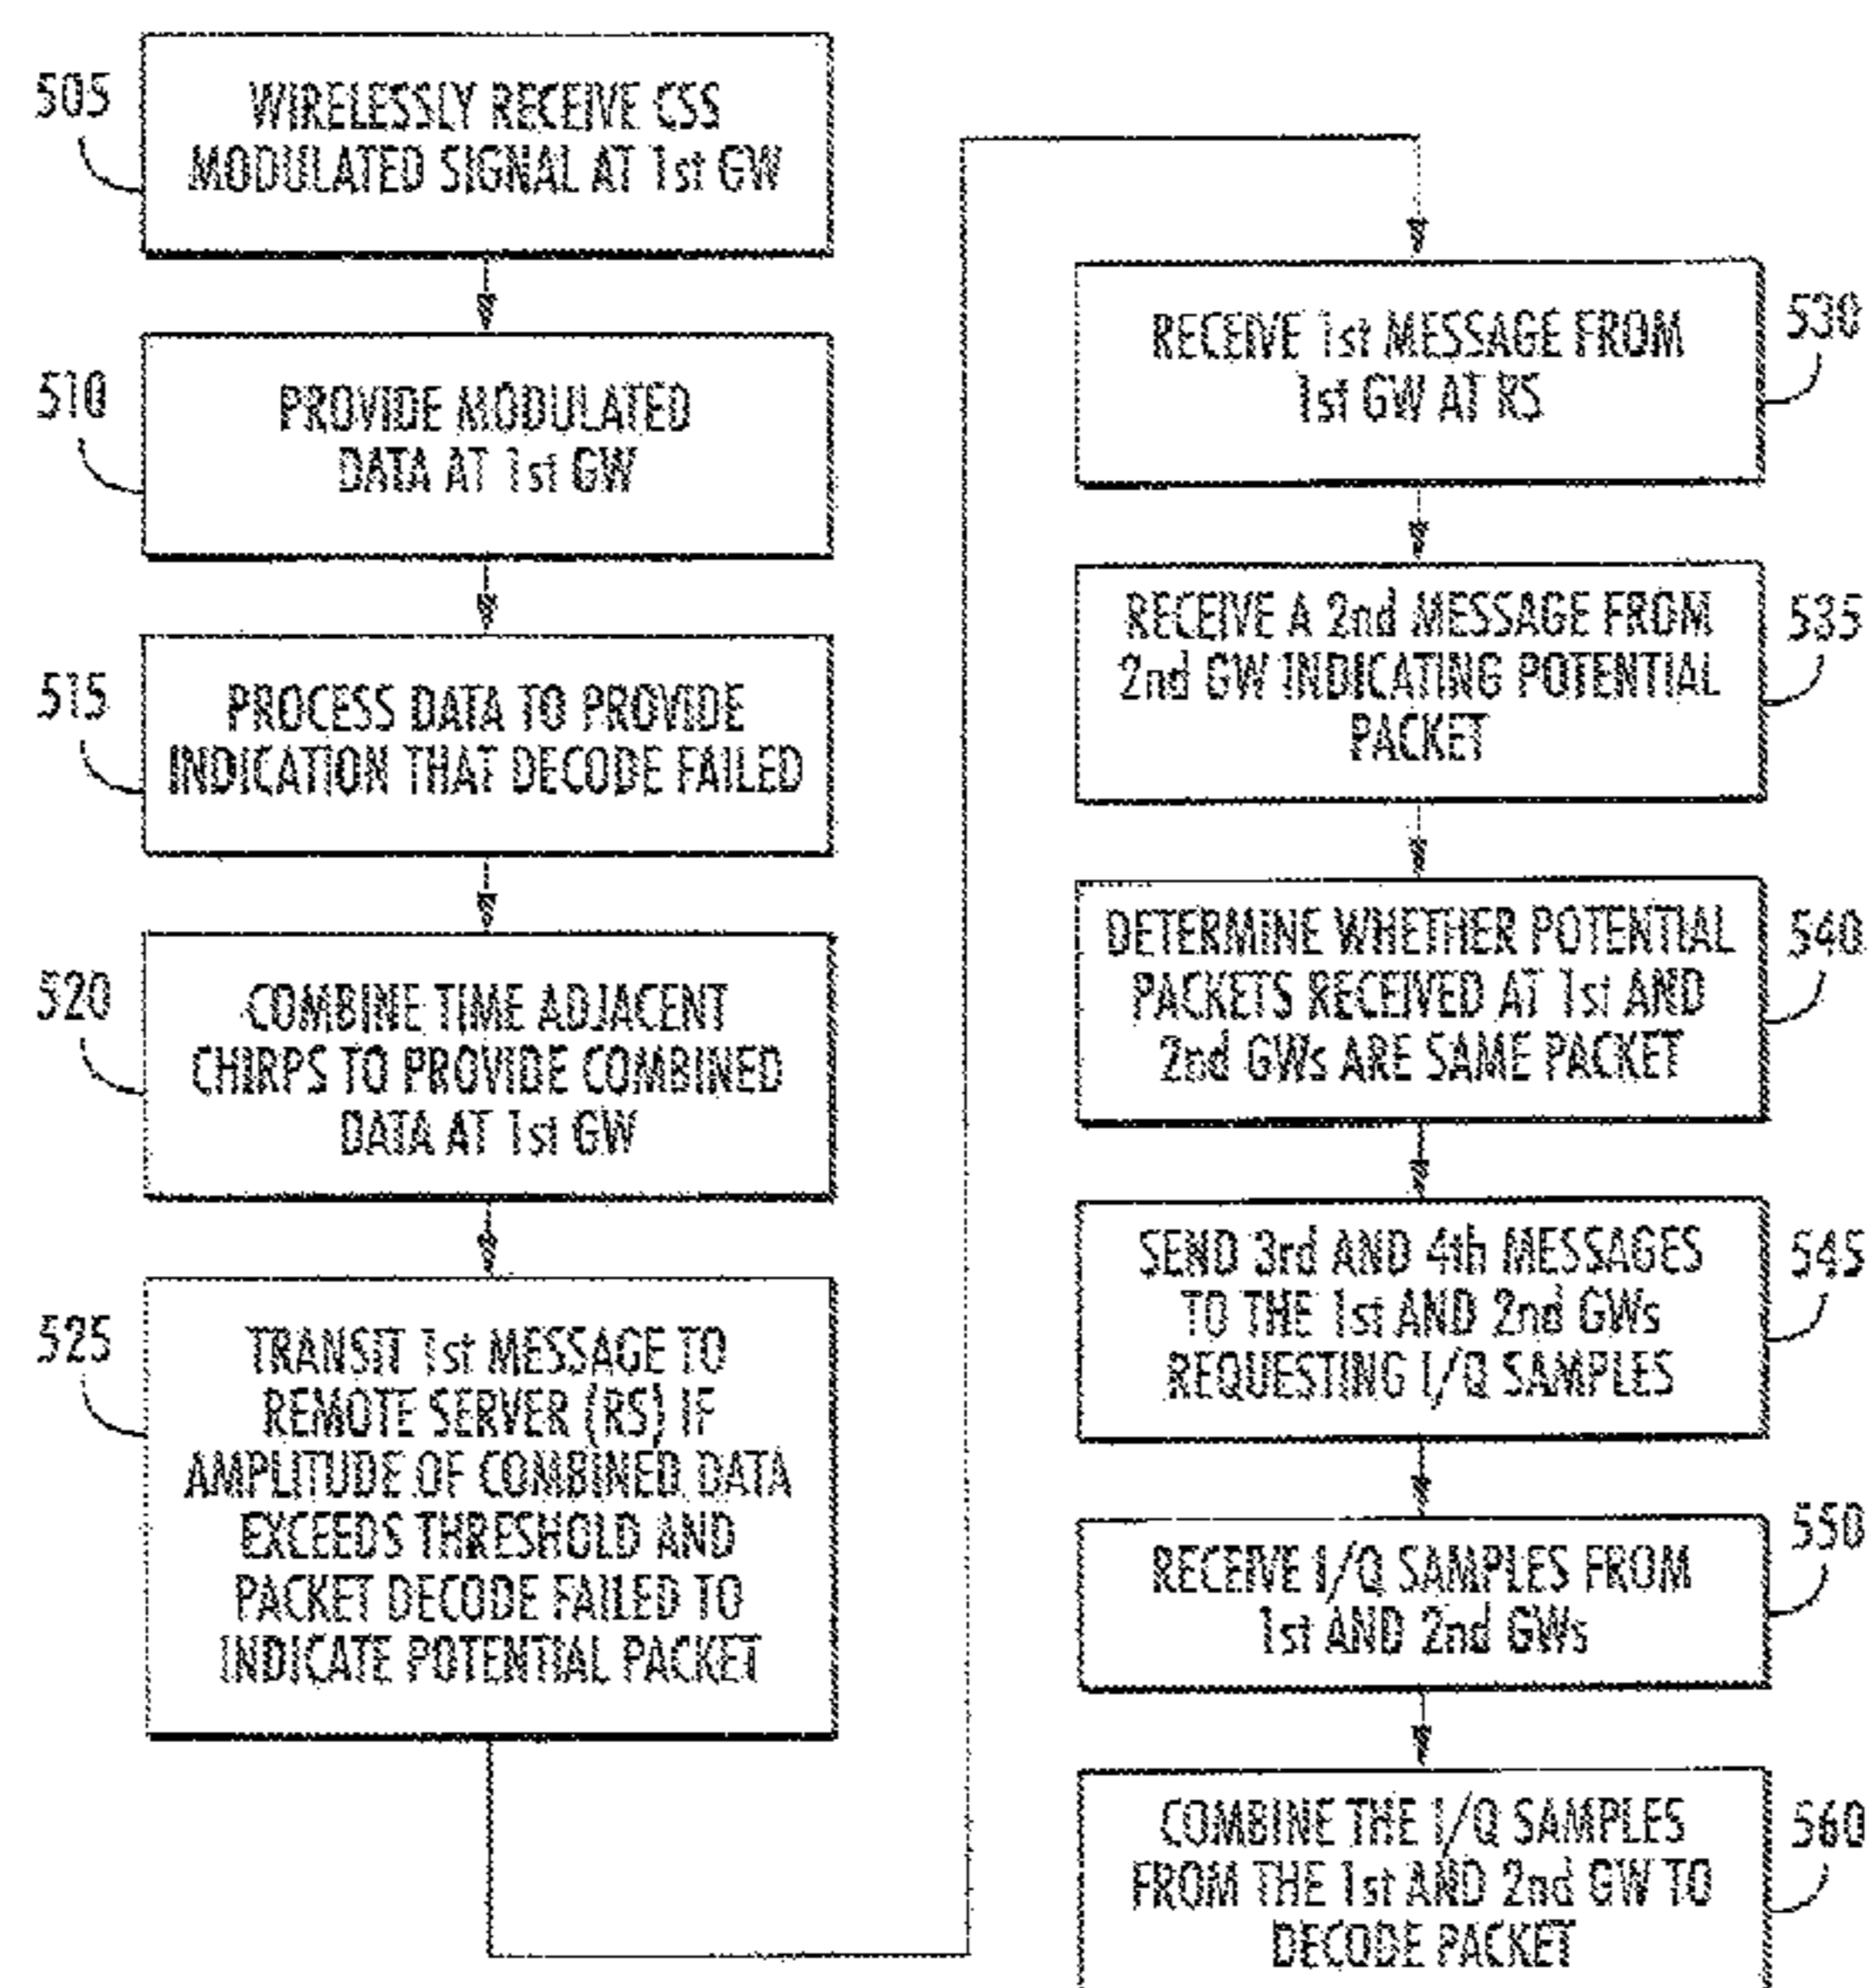 505
WIRELESSLY RECEIVE CSS
MODULATED SIGNAL AT 1st GW
510
PROVIDE MODULATED
DATA AT 1st GW
515
PROCESS DATA TO PROVIDE
INDICATION THAT DECODE FAILED
520
COMBINE TIME ADJACENT
CHIRPS TO PROVIDE COMBINED
DATA AT 1st GW
525
TRANSIT 1st MESSAGE TO
REMOTE SERVER (RS) IF
AMPLITUDE OF COMBINED DATA
EXCEEDS THRESHOLD AND
PACKET DECODE FAILED TO
INDICATE POTENTIAL PACKET
530
RECEIVE 1st MESSAGE FROM
1st GW AT RS
535
RECEIVE A 2nd MESSAGE FROM
2nd GW INDICATING POTENTIAL
PACKET
540
DETERMINE WHETHER POTENTIAL
PACKETS RECEIVED AT 1st AND
2nd GWs ARE SAME PACKET
545
SEND 3rd AND 4th MESSAGES
TO THE 1st AND 2nd GWs
REQUESTING I/Q SAMPLES
550
RECEIVE I/Q SAMPLES FROM
1st AND 2nd GWs
560
COMBINE THE I/Q SAMPLES
FROM THE 1st AND 2nd GW TO
DECODE PACKET